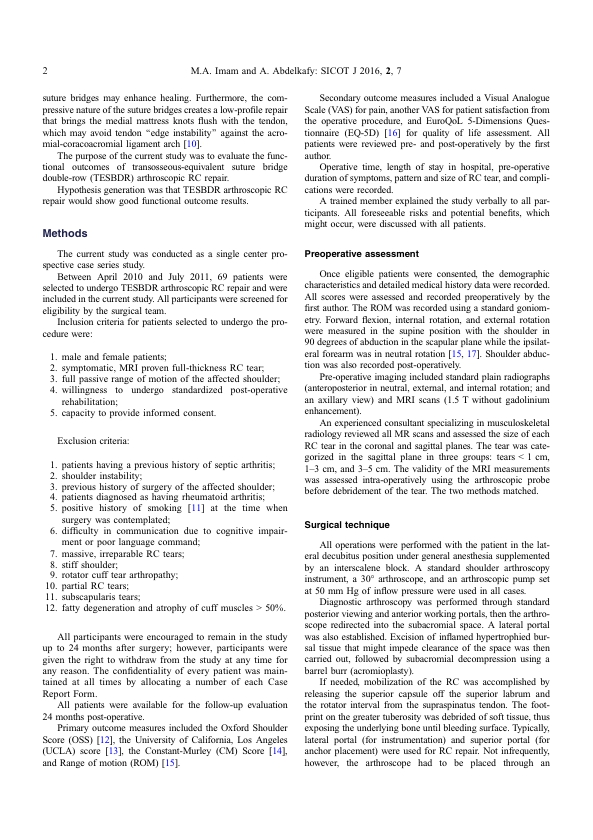 2
M.A. Imam and A. Abdelkafy: SICOT J 2016, 2, 7
suture bridges may enhance healing. Furthermore, the com-
pressive nature of the suture bridges creates a low-profile repair
that brings the medial mattress knots flush with the tendon,
which may avoid tendon “edge instability” against the acro-
mial-coracoacromial ligament arch [10].
The purpose of the current study was to evaluate the func-
tional outcomes of transosseous-equivalent suture bridge
double-row (TESBDR) arthroscopic RC repair.
Hypothesis generation was that TESBDR arthroscopic RC
repair would show good functional outcome results.
Methods
The current study was conducted as a single center pro-
spective case series study.
Between April 2010 and July 2011, 69 patients were
selected to undergo TESBDR arthroscopic RC repair and were
included in the current study. All participants were screened for
eligibility by the surgical team.
Inclusion criteria for patients selected to undergo the pro-
cedure were:
1. male and female patients;
2. symptomatic, MRI proven full-thickness RC tear;
3. full passive range of motion of the affected shoulder;
4. willingness to undergo standardized post-operative
rehabilitation;
5. capacity to provide informed consent.
Exclusion criteria:
1. patients having a previous history of septic arthritis;
2. shoulder instability;
3. previous history of surgery of the affected shoulder;
4. patients diagnosed as having rheumatoid arthritis;
5. positive history of smoking [11] at the time when
surgery was contemplated;
6. difficulty in communication due to cognitive impair-
ment or poor language command;
7. massive, irreparable RC tears;
8. stiff shoulder;
9. rotator cuff tear arthropathy;
10. partial RC tears;
11. subscapularis tears;
12. fatty degeneration and atrophy of cuff muscles > 50%.
All participants were encouraged to remain in the study
up to 24 months after surgery; however, participants were
given the right to withdraw from the study at any time for
any reason. The confidentiality of every patient was main-
tained at all times by allocating a number of each Case
Report Form.
All patients were available for the follow-up evaluation
24 months post-operative.
Primary outcome measures included the Oxford Shoulder
Score (OSS) [12], the University of California, Los Angeles
(UCLA) score [13], the Constant-Murley (CM) Score [14],
and Range of motion (ROM) [15].
Secondary outcome measures included a Visual Analogue
Scale (VAS) for pain, another VAS for patient satisfaction from
the operative procedure, and EuroQoL 5-Dimensions Ques-
tionnaire (EQ-5D) [16] for quality of life assessment. All
patients were reviewed pre- and post-operatively by the first
author.
Operative time, length of stay in hospital, pre-operative
duration of symptoms, pattern and size of RC tear, and compli-
cations were recorded.
A trained member explained the study verbally to all par-
ticipants. All foreseeable risks and potential benefits, which
might occur, were discussed with all patients.
Preoperative assessment
Once eligible patients were consented, the demographic
characteristics and detailed medical history data were recorded.
All scores were assessed and recorded preoperatively by the
first author. The ROM was recorded using a standard goniom-
etry. Forward flexion, internal rotation, and external rotation
were measured in the supine position with the shoulder in
90 degrees of abduction in the scapular plane while the ipsilat-
eral forearm was in neutral rotation [15, 17]. Shoulder abduc-
tion was also recorded post-operatively.
Pre-operative imaging included standard plain radiographs
(anteroposterior in neutral, external, and internal rotation; and
an axillary view) and MRI scans (1.5 T without gadolinium
enhancement).
An experienced consultant specializing in musculoskeletal
radiology reviewed all MR scans and assessed the size of each
RC tear in the coronal and sagittal planes. The tear was cate-
gorized in the sagittal plane in three groups: tears < 1 cm,
1–3 cm, and 3–5 cm. The validity of the MRI measurements
was assessed intra-operatively using the arthroscopic probe
before debridement of the tear. The two methods matched.
Surgical technique
All operations were performed with the patient in the lat-
eral decubitus position under general anesthesia supplemented
by an interscalene block. A standard shoulder arthroscopy
instrument, a 30° arthroscope, and an arthroscopic pump set
at 50 mm Hg of inflow pressure were used in all cases.
Diagnostic arthroscopy was performed through standard
posterior viewing and anterior working portals, then the arthro-
scope redirected into the subacromial space. A lateral portal
was also established. Excision of inflamed hypertrophied bur-
sal tissue that might impede clearance of the space was then
carried out, followed by subacromial decompression using a
barrel burr (acromioplasty).
If needed, mobilization of the RC was accomplished by
releasing the superior capsule off the superior labrum and
the rotator interval from the supraspinatus tendon. The foot-
print on the greater tuberosity was debrided of soft tissue, thus
exposing the underlying bone until bleeding surface. Typically,
lateral portal (for instrumentation) and superior portal (for
anchor placement) were used for RC repair. Not infrequently,
however, the arthroscope had to be placed through an